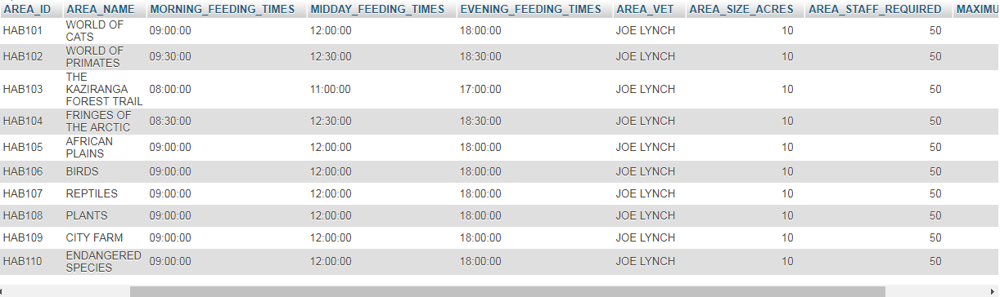 AREA_ID AREA_NAME MORNING_FEEDING_TIMES MIDDAY_FEEDING_TIMES EVENING_FEEDING_TIMES AREA_VET AREA_SIZE_ACRES AREA_STAFF_REQUIRED MAXIMU
HAB101 WORLD OF CATS 09:00:00 12:00:00 18:00:00 JOE LYNCH 10 50
HAB102 WORLD OF PRIMATES 09:30:00 12:30:00 18:30:00 JOE LYNCH 10 50
HAB103 THE KAZIRANGA FOREST TRAIL 08:00:00 11:00:00 17:00:00 JOE LYNCH 10 50
HAB104 FRINGES OF THE ARCTIC 08:30:00 12:30:00 18:30:00 JOE LYNCH 10 50
HAB105 AFRICAN PLAINS 09:00:00 12:00:00 18:00:00 JOE LYNCH 10 50
HAB106 BIRDS 09:00:00 12:00:00 18:00:00 JOE LYNCH 10 50
HAB107 REPTILES 09:00:00 12:00:00 18:00:00 JOE LYNCH 10 50
HAB108 PLANTS 09:00:00 12:00:00 18:00:00 JOE LYNCH 10 50
HAB109 CITY FARM 09:00:00 12:00:00 18:00:00 JOE LYNCH 10 50
HAB110 ENDANGERED SPECIES 09:00:00 12:00:00 18:00:00 JOE LYNCH 10 50